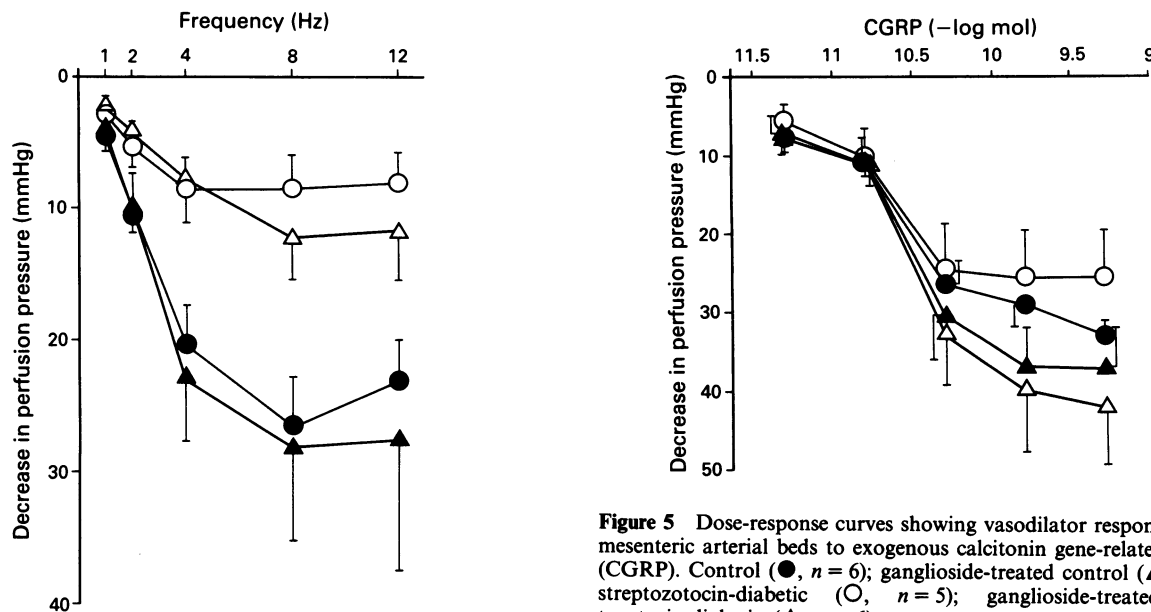 Frequency (Hz)
1 2 4 8 12
0
10
20
30
40
Decrease in perfusion pressure (mmHg)
CGRP (−log mol)
11.5 11 10.5 10 9.5 9
0
10
20
30
40
50
Decrease in perfusion pressure (mmHg)
Figure 5 Dose-response curves showing vasodilator respon
mesenteric arterial beds to exogenous calcitonin gene-relate
(CGRP). Control (●, n = 6); ganglioside-treated control (▲
streptozotocin-diabetic (○, n = 5); ganglioside-treated